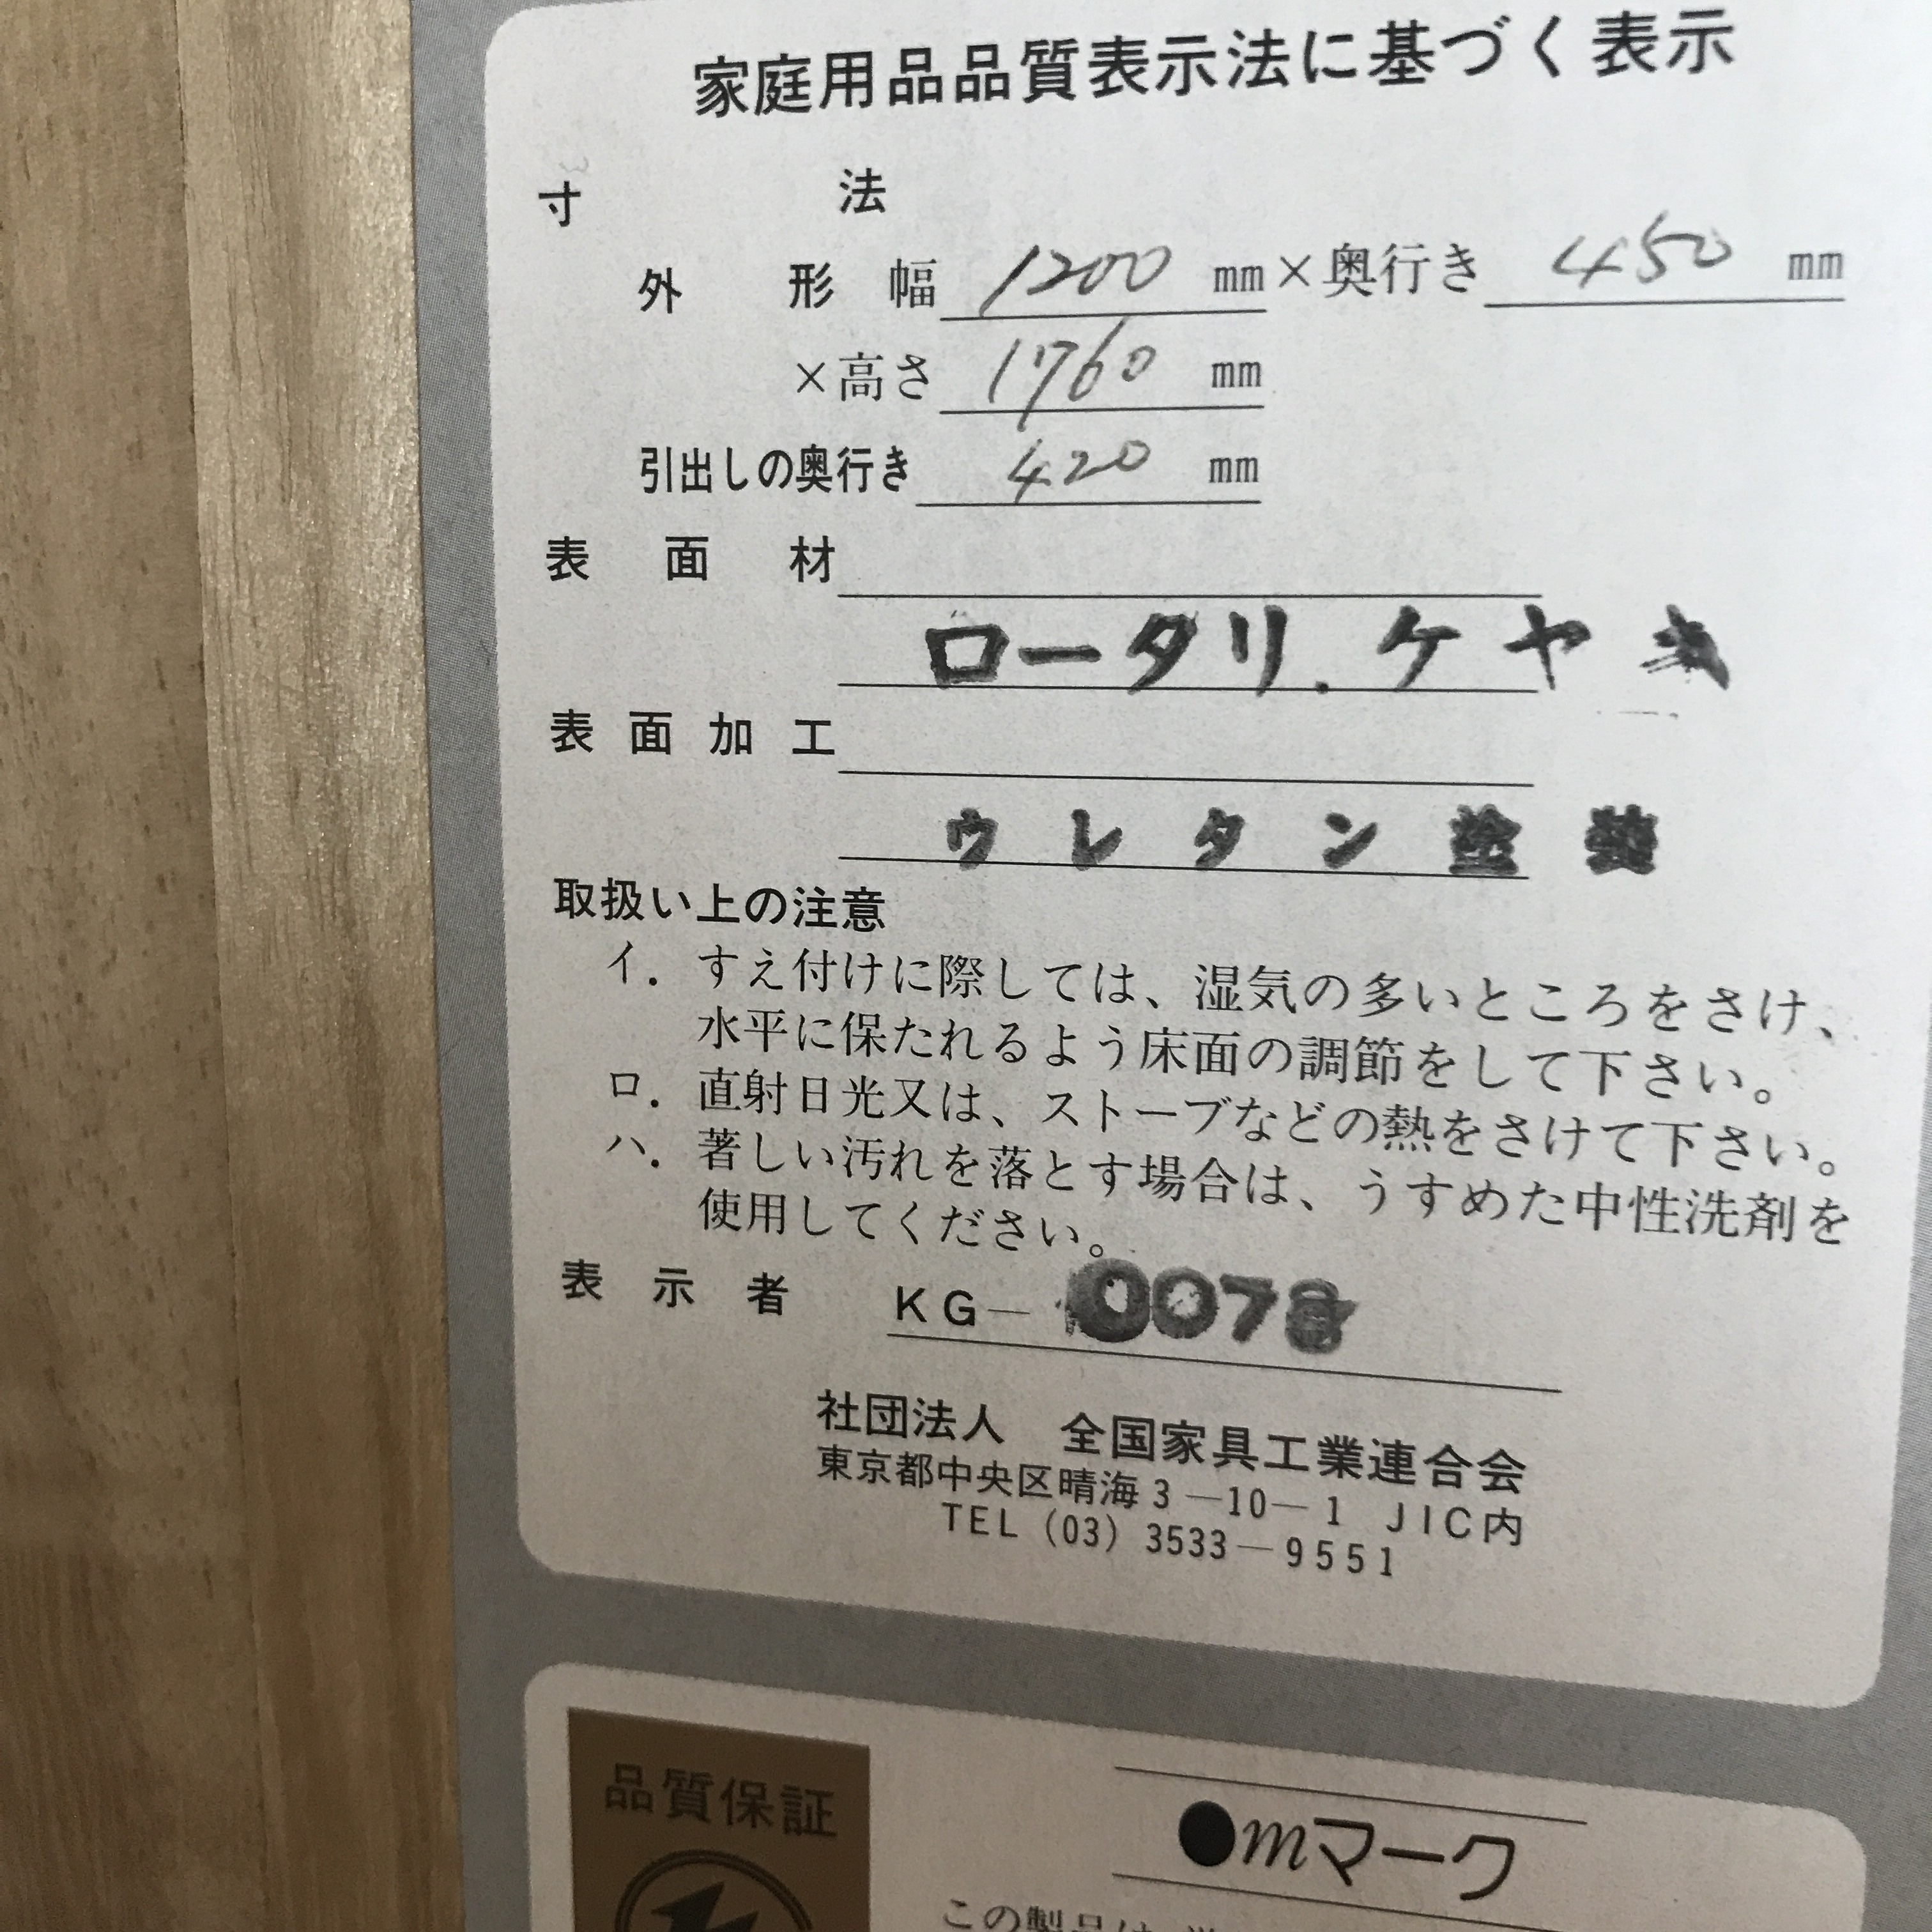 家庭用品品質表示法に基づく表示
寸法
外形幅 1200 mm×奥行き 450 mm
×高さ 1760 mm
引出しの奥行き 420 mm
表面材
ロータリ.ケヤキ
表面加工
ウレタン塗装
取扱い上の注意
イ．すえ付けに際しては、湿気の多いところをさけ、
水平に保たれるよう床面の調節をして下さい。
ロ．直射日光又は、ストーブなどの熱をさけて下さい。
ハ．著しい汚れを落とす場合は、うすめた中性洗剤を
使用してください。
表示者 KG-0078
社団法人 全国家具工業連合会
東京都中央区晴海3-10-1 JIC内
TEL (03) 3533-9551
品質保証
●mマーク
この製品は